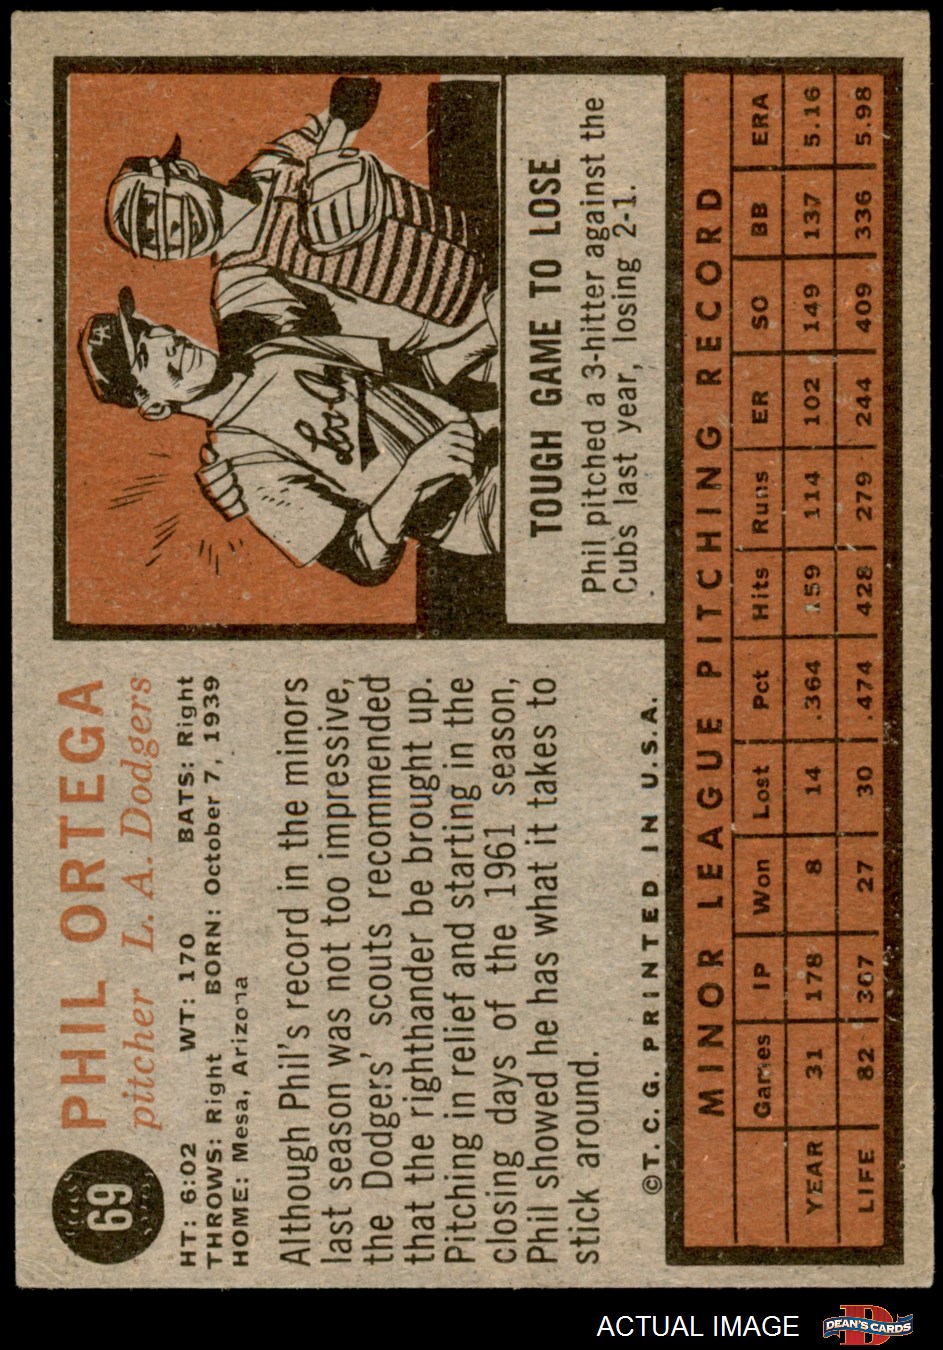 69
PHIL ORTEGA
pitcher L. A. Dodgers
HT: 6:02 WT: 170 BATS: Right
THROWS: Right BORN: October 7, 1939
HOME: Mesa, Arizona
Although Phil's record in the minors
last season was not too impressive,
the Dodgers' scouts recommended
that the righthander be brought up.
Pitching in relief and starting in the
closing days of the 1961 season,
Phil showed he has what it takes to
stick around.
©T. C. G. PRINTED IN U.S.A.
LA
TOUGH GAME TO LOSE
Phil pitched a 3-hitter against the
Cubs last year, losing 2-1.
MINOR LEAGUE PITCHING RECORD
Games IP Won Lost Pct Hits Runs ER SO BB ERA
YEAR 31 178 8 14 .364 159 114 102 149 137 5.16
LIFE 82 367 27 30 .474 428 279 244 409 336 5.98
ACTUAL IMAGE
DEAN'S CARDS